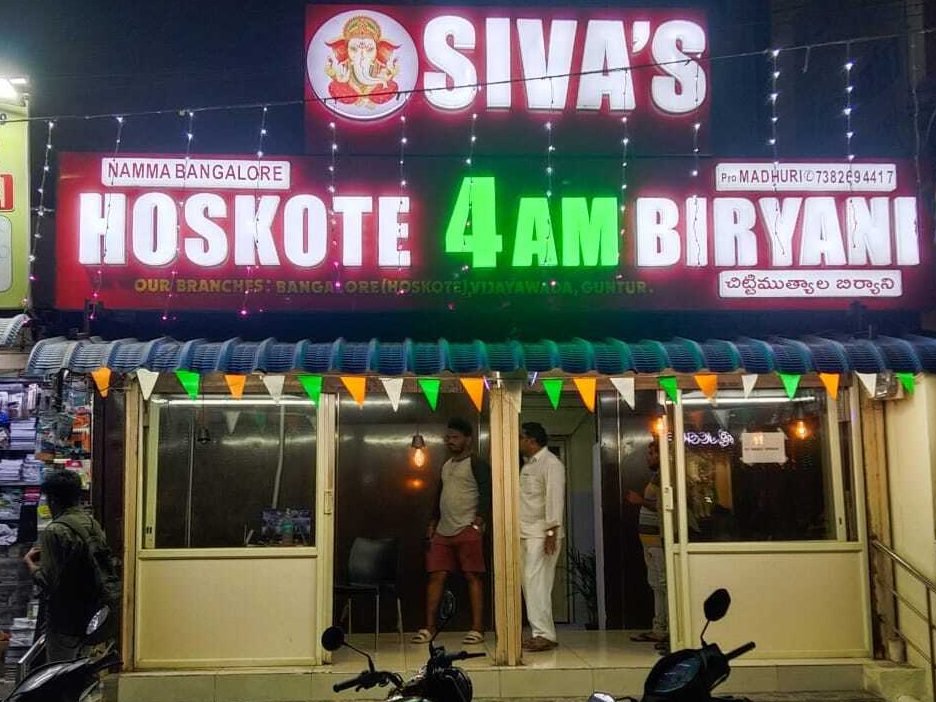 SIVA'S
NAMMA BANGALORE
Pro MADHURI ✆ 7382694417
HOSKOTE 4 AM BIRYANI
OUR BRANCHES: BANGALORE (HOSKOTE), VIJAYAWADA, GUNTUR.
చిట్టిముత్యాల బిర్యాని